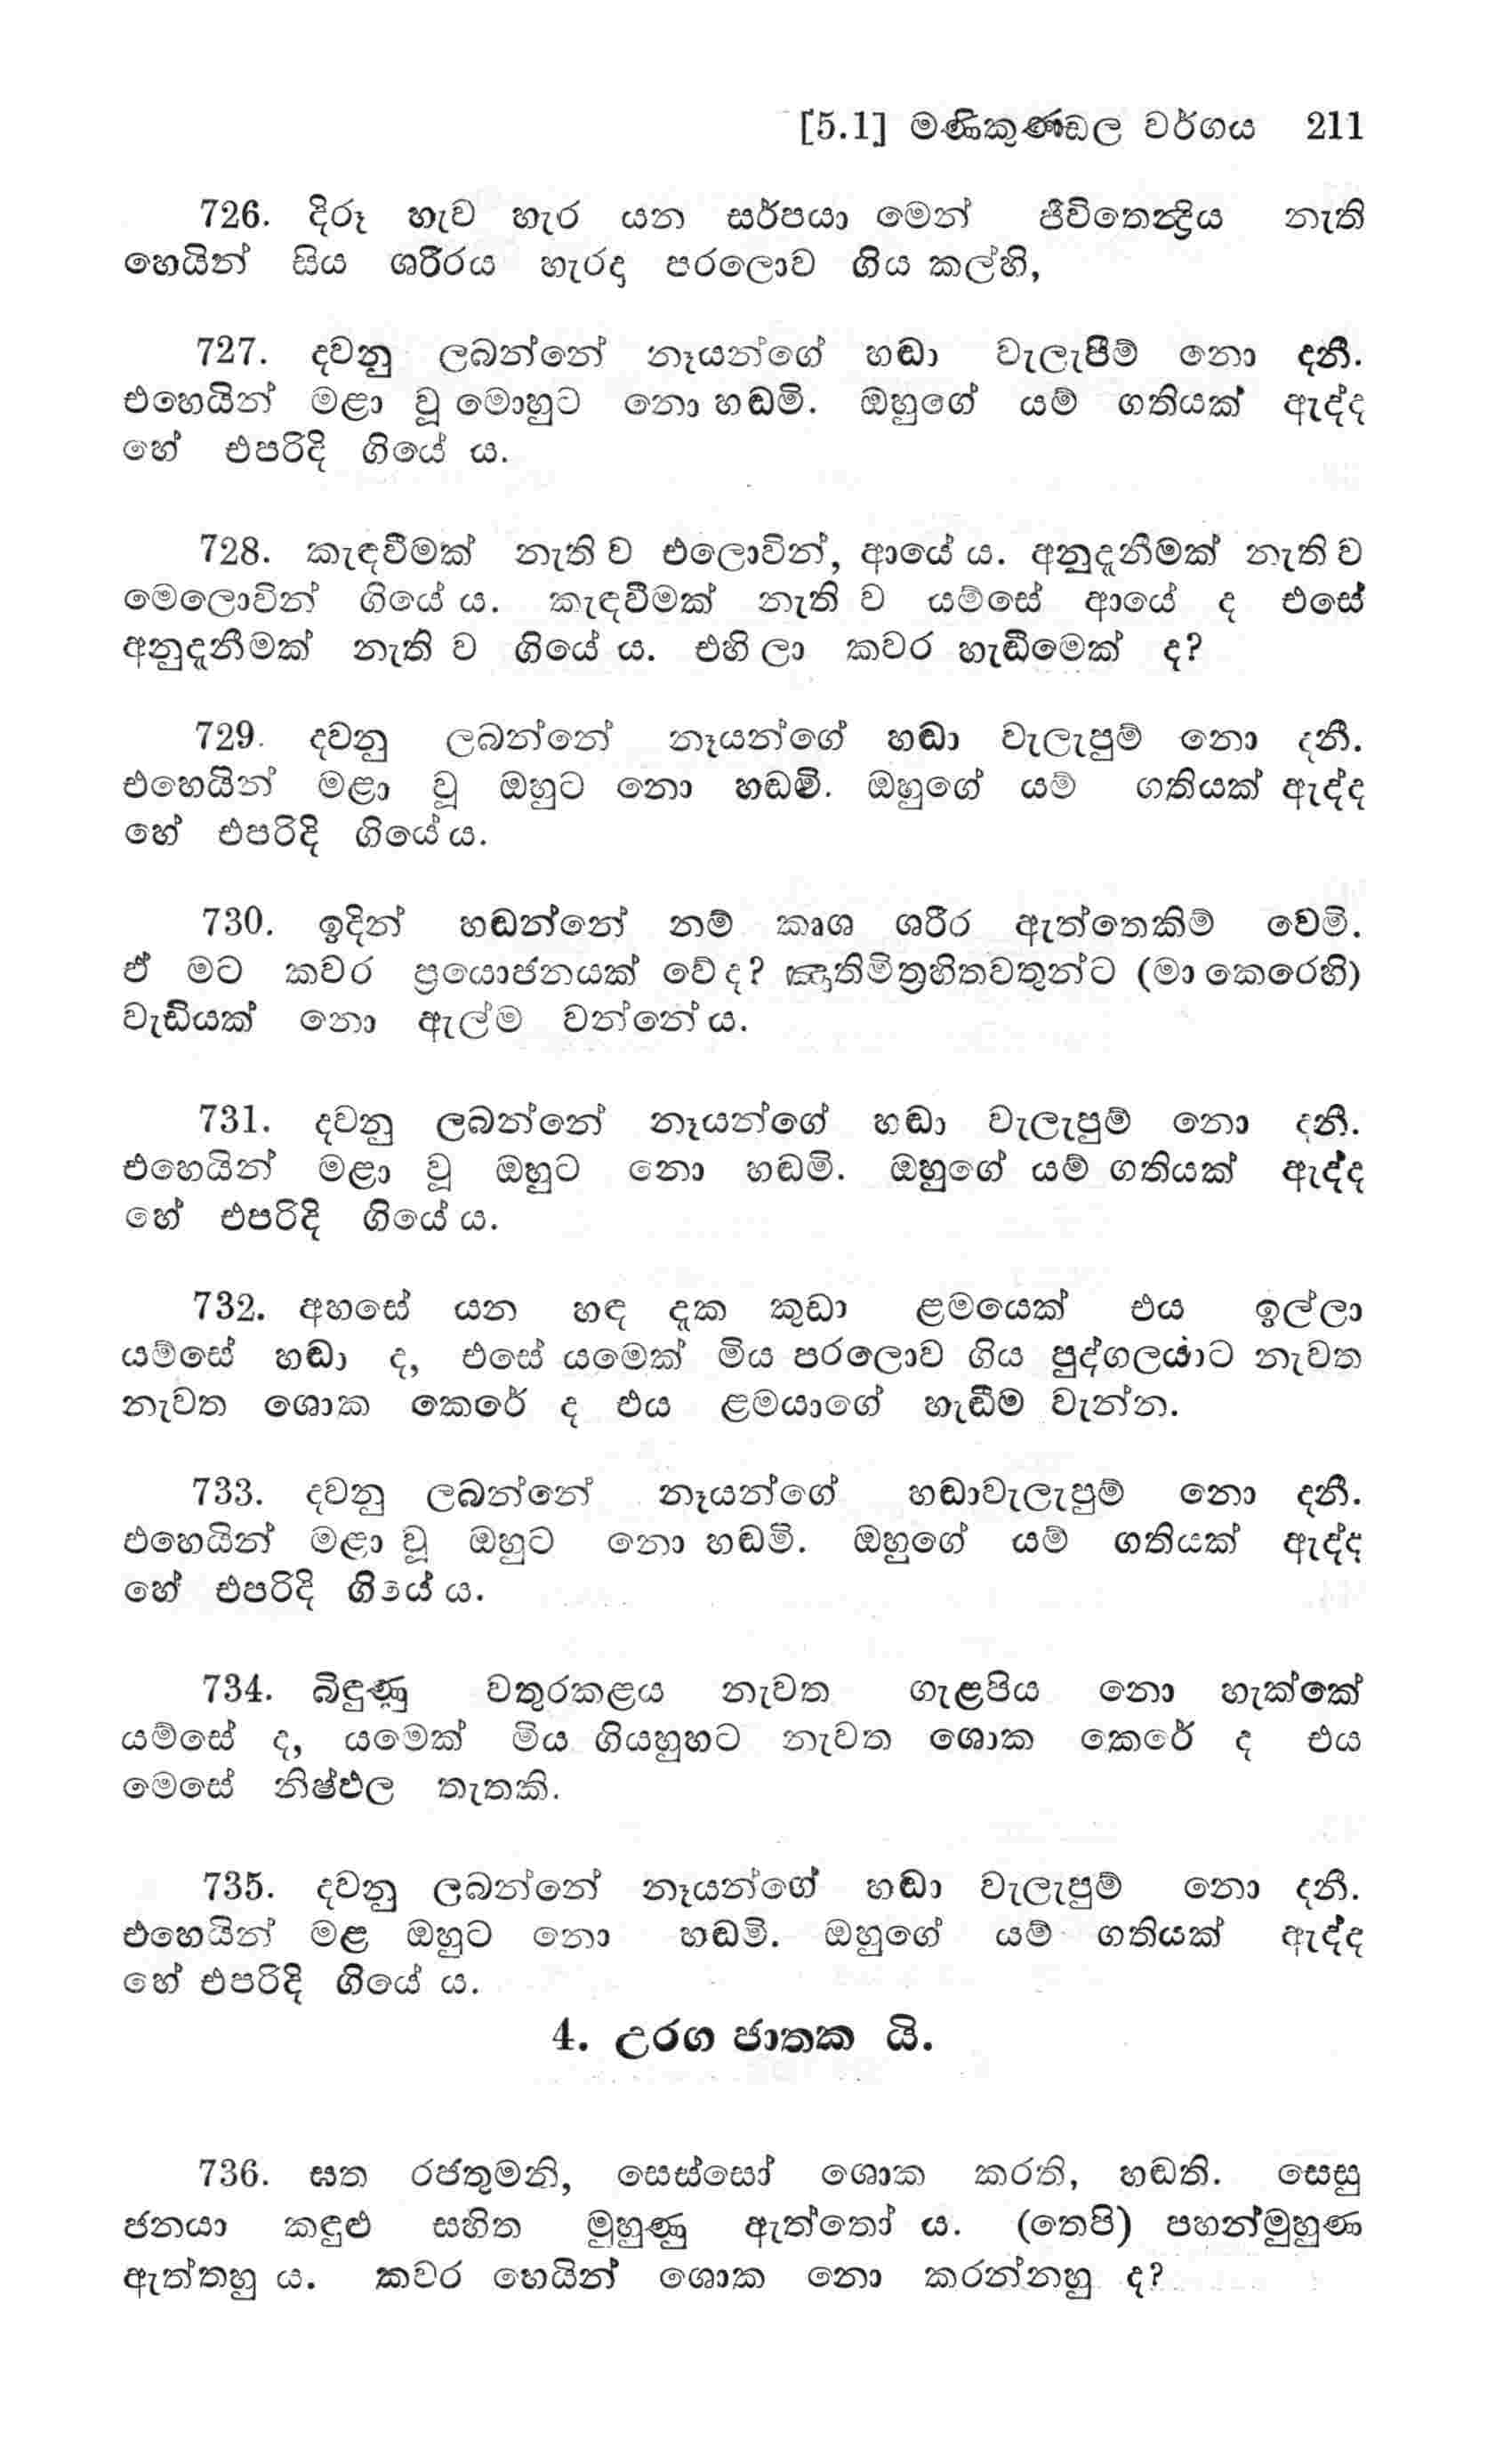 [5.1] මණිකුණ්ඩල වර්ගය 211
726. දිරූ හැව හැර යන සර්පයා මෙන් ජීවිතෙන්‍ද්‍රිය නැති
හෙයින් සිය ශරීරය හැරදා පරලොව ගිය කල්හි,
727. දවනු ලබන්නේ නෑයන්ගේ හඬා වැලැපීම් නො දනී.
එහෙයින් මළා වූ මොහුට නො හඬමි. ඔහුගේ යම් ගතියක් ඇද්ද
හේ එපරිදි ගියේ ය.
728. කැඳවීමක් නැති ව එලොවින්, ආයේ ය. අනුදැනීමක් නැති ව
මෙලොවින් ගියේ ය. කැඳවීමක් නැති ව යම්සේ ආයේ ද එසේ
අනුදැනීමක් නැති ව ගියේ ය. එහි ලා කවර හැඬීමෙක් ද?
729. දවනු ලබන්නේ නෑයන්ගේ හඬා වැලැපුම් නො දනී.
එහෙයින් මළා වූ ඔහුට නො හඬමි. ඔහුගේ යම් ගතියක් ඇද්ද
හේ එපරිදි ගියේ ය.
730. ඉදින් හඬන්නේ නම් කෘශ ශරීර ඇත්තෙකිම් වෙමි.
ඒ මට කවර ප්‍රයොජනයක් වේ ද? ඤාතිමිත්‍රහිතවතුන්ට (මා කෙරෙහි)
වැඩියක් නො ඇල්ම වන්නේ ය.
731. දවනු ලබන්නේ නෑයන්ගේ හඬා වැලැපුම් නො දනී.
එහෙයින් මළා වූ ඔහුට නො හඬමි. ඔහුගේ යම් ගතියක් ඇද්ද
හේ එපරිදි ගියේ ය.
732. අහසේ යන හඳ දැක කුඩා ළමයෙක් එය ඉල්ලා
යම්සේ හඬා ද, එසේ යමෙක් මිය පරලොව ගිය පුද්ගලයාට නැවත
නැවත ශොක කෙරේ ද එය ළමයාගේ හැඬීම වැන්න.
733. දවනු ලබන්නේ නෑයන්ගේ හඬාවැලැපුම් නො දනී.
එහෙයින් මළා වූ ඔහුට නො හඬමි. ඔහුගේ යම් ගතියක් ඇද්ද
හේ එපරිදි ගියේ ය.
734. බිඳුණු වතුරකළය නැවත ගැළපිය නො හැක්කේ
යම්සේ ද, යමෙක් මිය ගියහුහට නැවත ශොක කෙරේ ද එය
මෙසේ නිෂ්ඵල තැතකි.
735. දවනු ලබන්නේ නෑයන්ගේ හඬා වැලැපුම් නො දනී.
එහෙයින් මළ ඔහුට නො හඬමි. ඔහුගේ යම් ගතියක් ඇද්ද
හේ එපරිදි ගියේ ය.
4. උරග ජාතක යි.
736. ඝත රජතුමනි, සෙස්සෝ ශොක කරති, හඬති. සෙසු
ජනයා කඳුළු සහිත මුහුණු ඇත්තෝ ය. (තෙපි) පහන්මුහුණ
ඇත්තහු ය. කවර හෙයින් ශොක නො කරන්නහු ද?